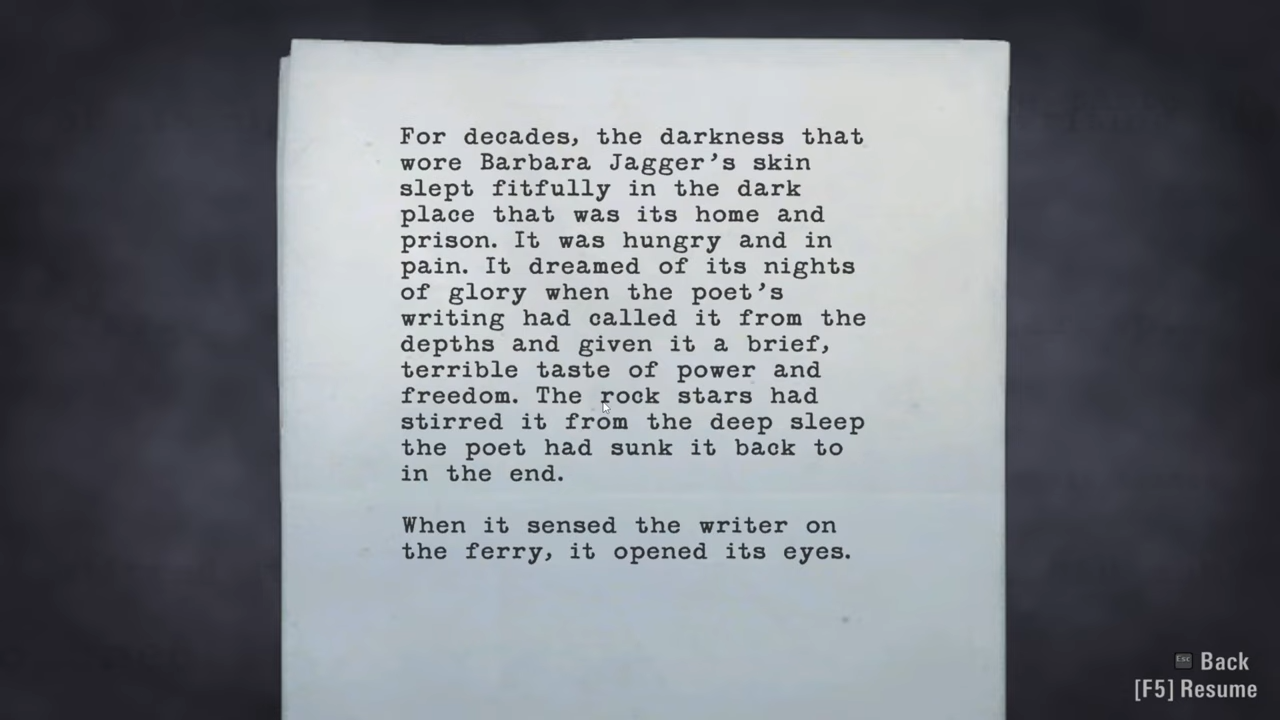 For decades, the darkness that
wore Barbara Jagger’s skin
slept fitfully in the dark
place that was its home and
prison. It was hungry and in
pain. It dreamed of its nights
of glory when the poet’s
writing had called it from the
depths and given it a brief,
terrible taste of power and
freedom. The rock stars had
stirred it from the deep sleep
the poet had sunk it back to
in the end.
When it sensed the writer on
the ferry, it opened its eyes.
Esc Back
[F5] Resume